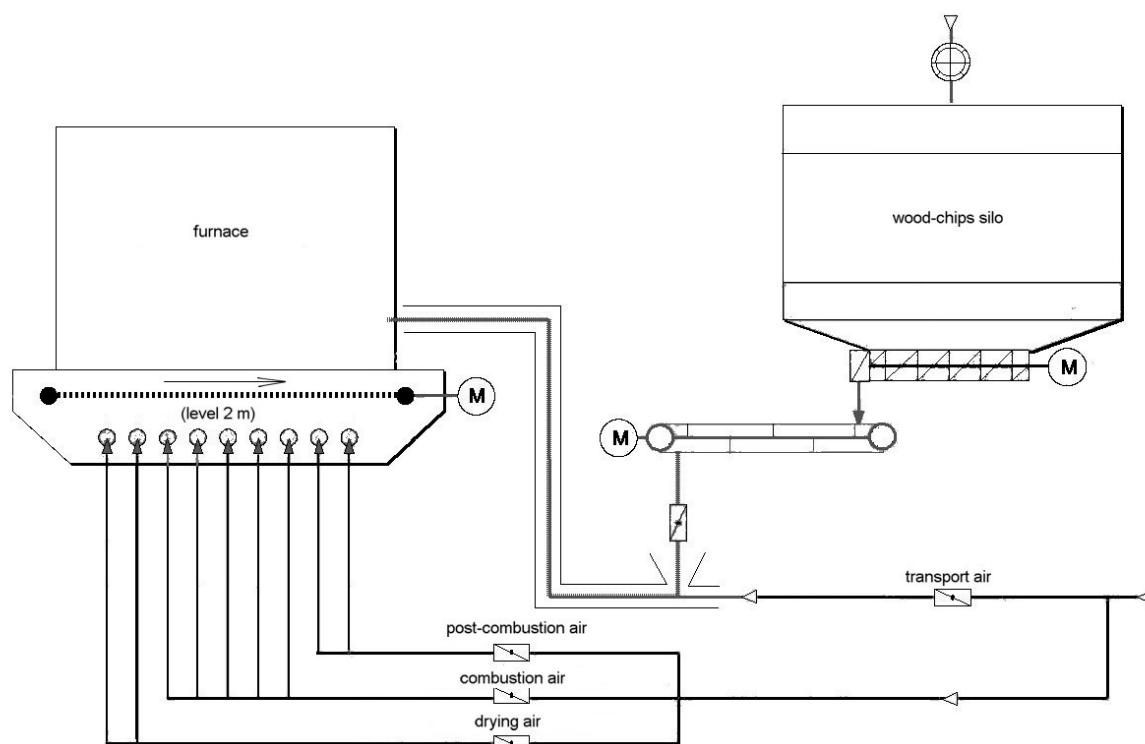 furnace
wood-chips silo
M
M
(level 2 m)
M
transport air
post-combustion air
combustion air
drying air